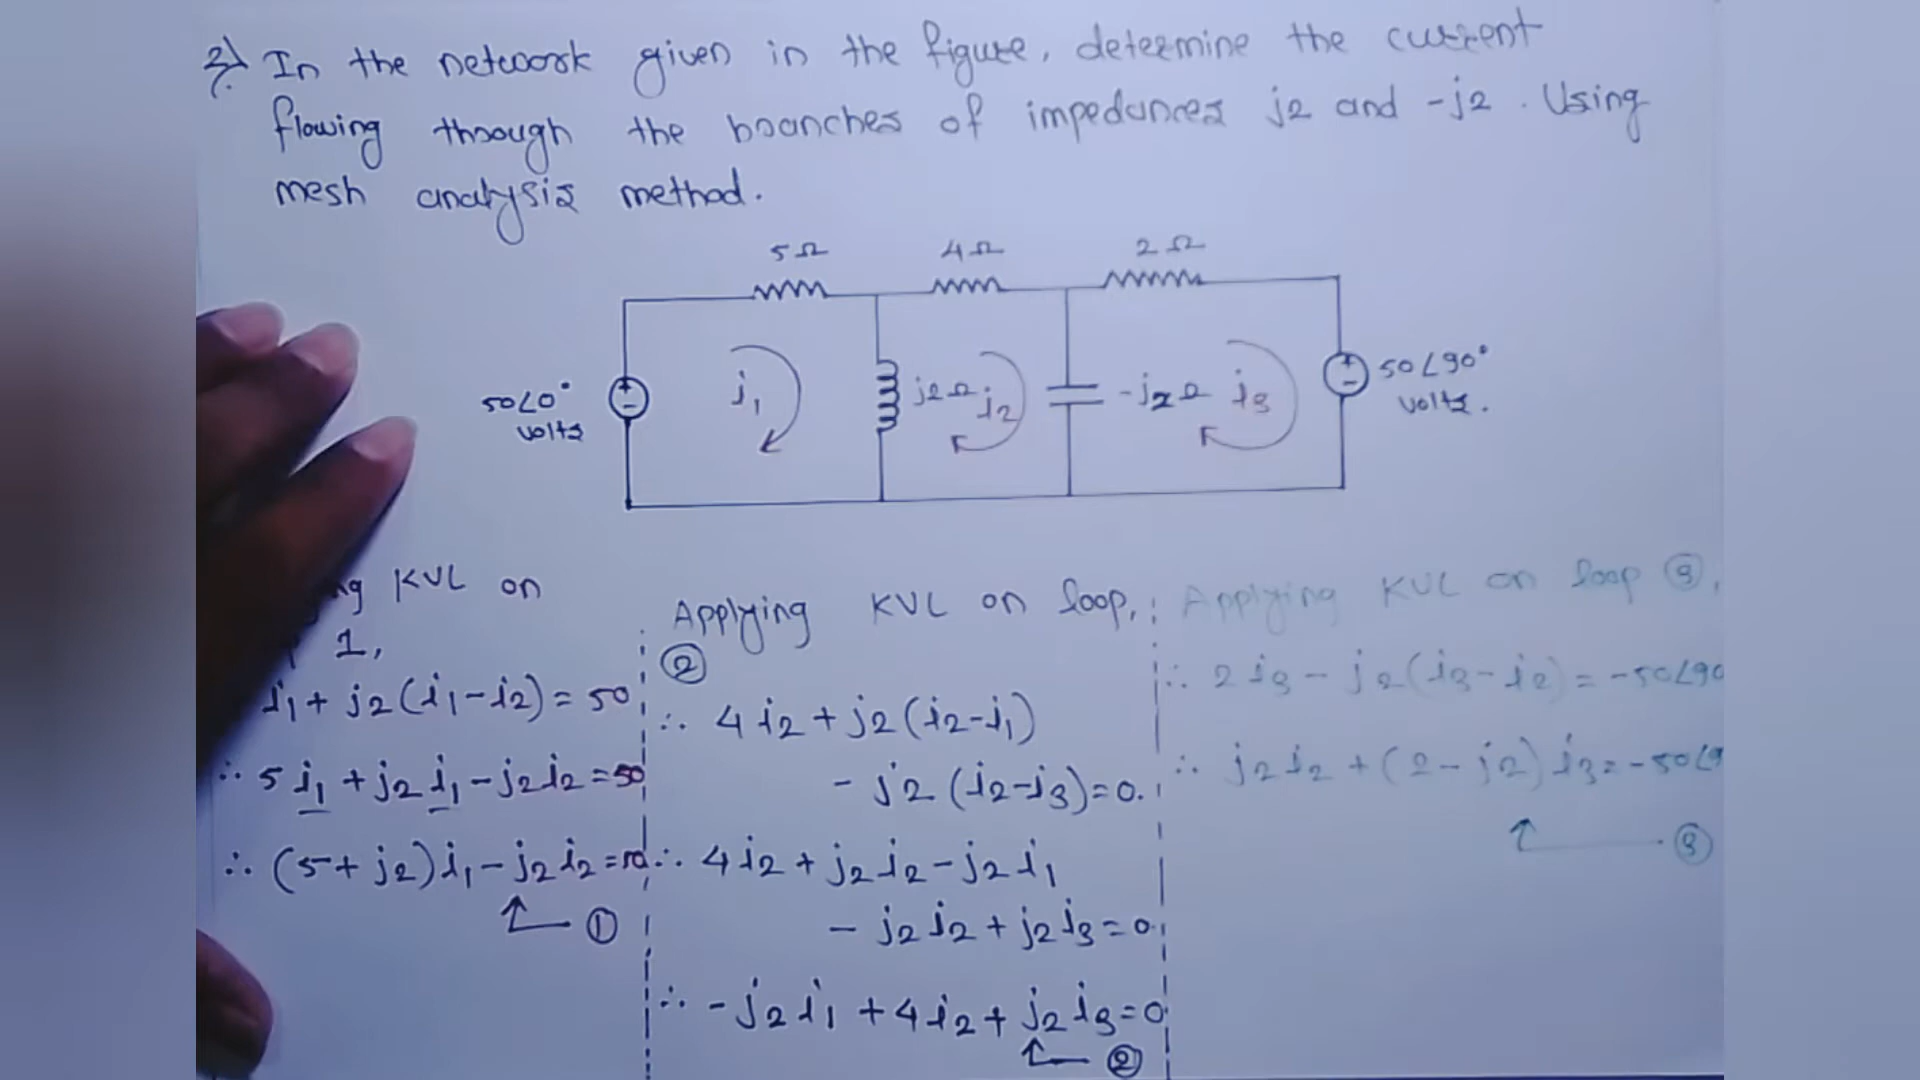 3) In the network given in the figure, determine the current
flowing through the branches of impedances j2 and -j2. Using
mesh analysis method.
5Ω 4Ω 2Ω
50∠0°
volts
i1
j2Ω
i2
-j2Ω
i3
50∠90°
volts.
KVL on
1,
i1 + j2(i1-i2) = 50
∴ 5i1 + j2i1 - j2i2 = 50
∴ (5+j2)i1 - j2i2 =
①
Applying KVL on loop,
②
∴ 4i2 + j2(i2-i1)
- j2(i2-i3) = 0.
∴ 4i2 + j2i2 - j2i1
- j2i2 + j2i3 = 0
∴ -j2i1 + 4i2 + j2i3 = 0
②
Applying KVL on loop ③,
∴ 2i3 - j2(i3-i2) = -50∠90
∴ j2i2 + (2-j2)i3 = -50∠9
③